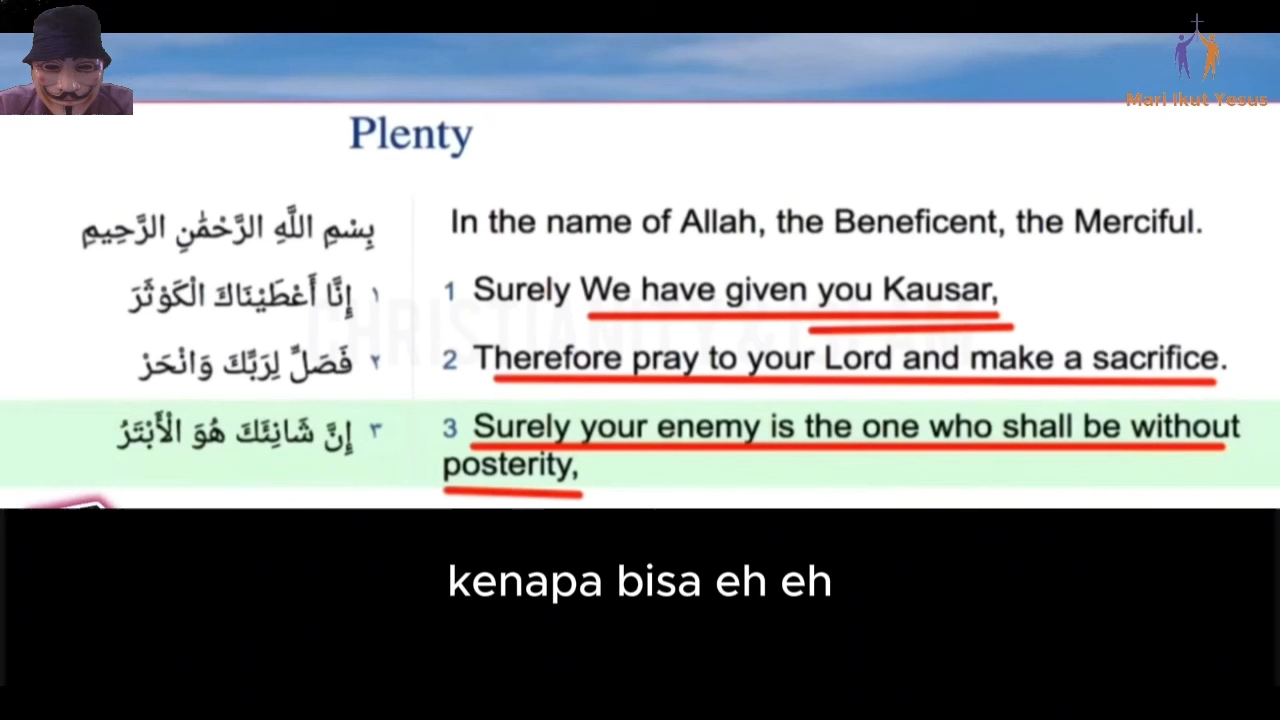 Mari Ikut Yesus
Plenty
بِسْمِ اللَّهِ الرَّحْمَٰنِ الرَّحِيمِ
In the name of Allah, the Beneficent, the Merciful.
١ إِنَّا أَعْطَيْنَاكَ الْكَوْثَرَ
1 Surely We have given you Kausar,
٢ فَصَلِّ لِرَبِّكَ وَانْحَرْ
2 Therefore pray to your Lord and make a sacrifice.
٣ إِنَّ شَانِئَكَ هُوَ الْأَبْتَرُ
3 Surely your enemy is the one who shall be without
posterity,
kenapa bisa eh eh